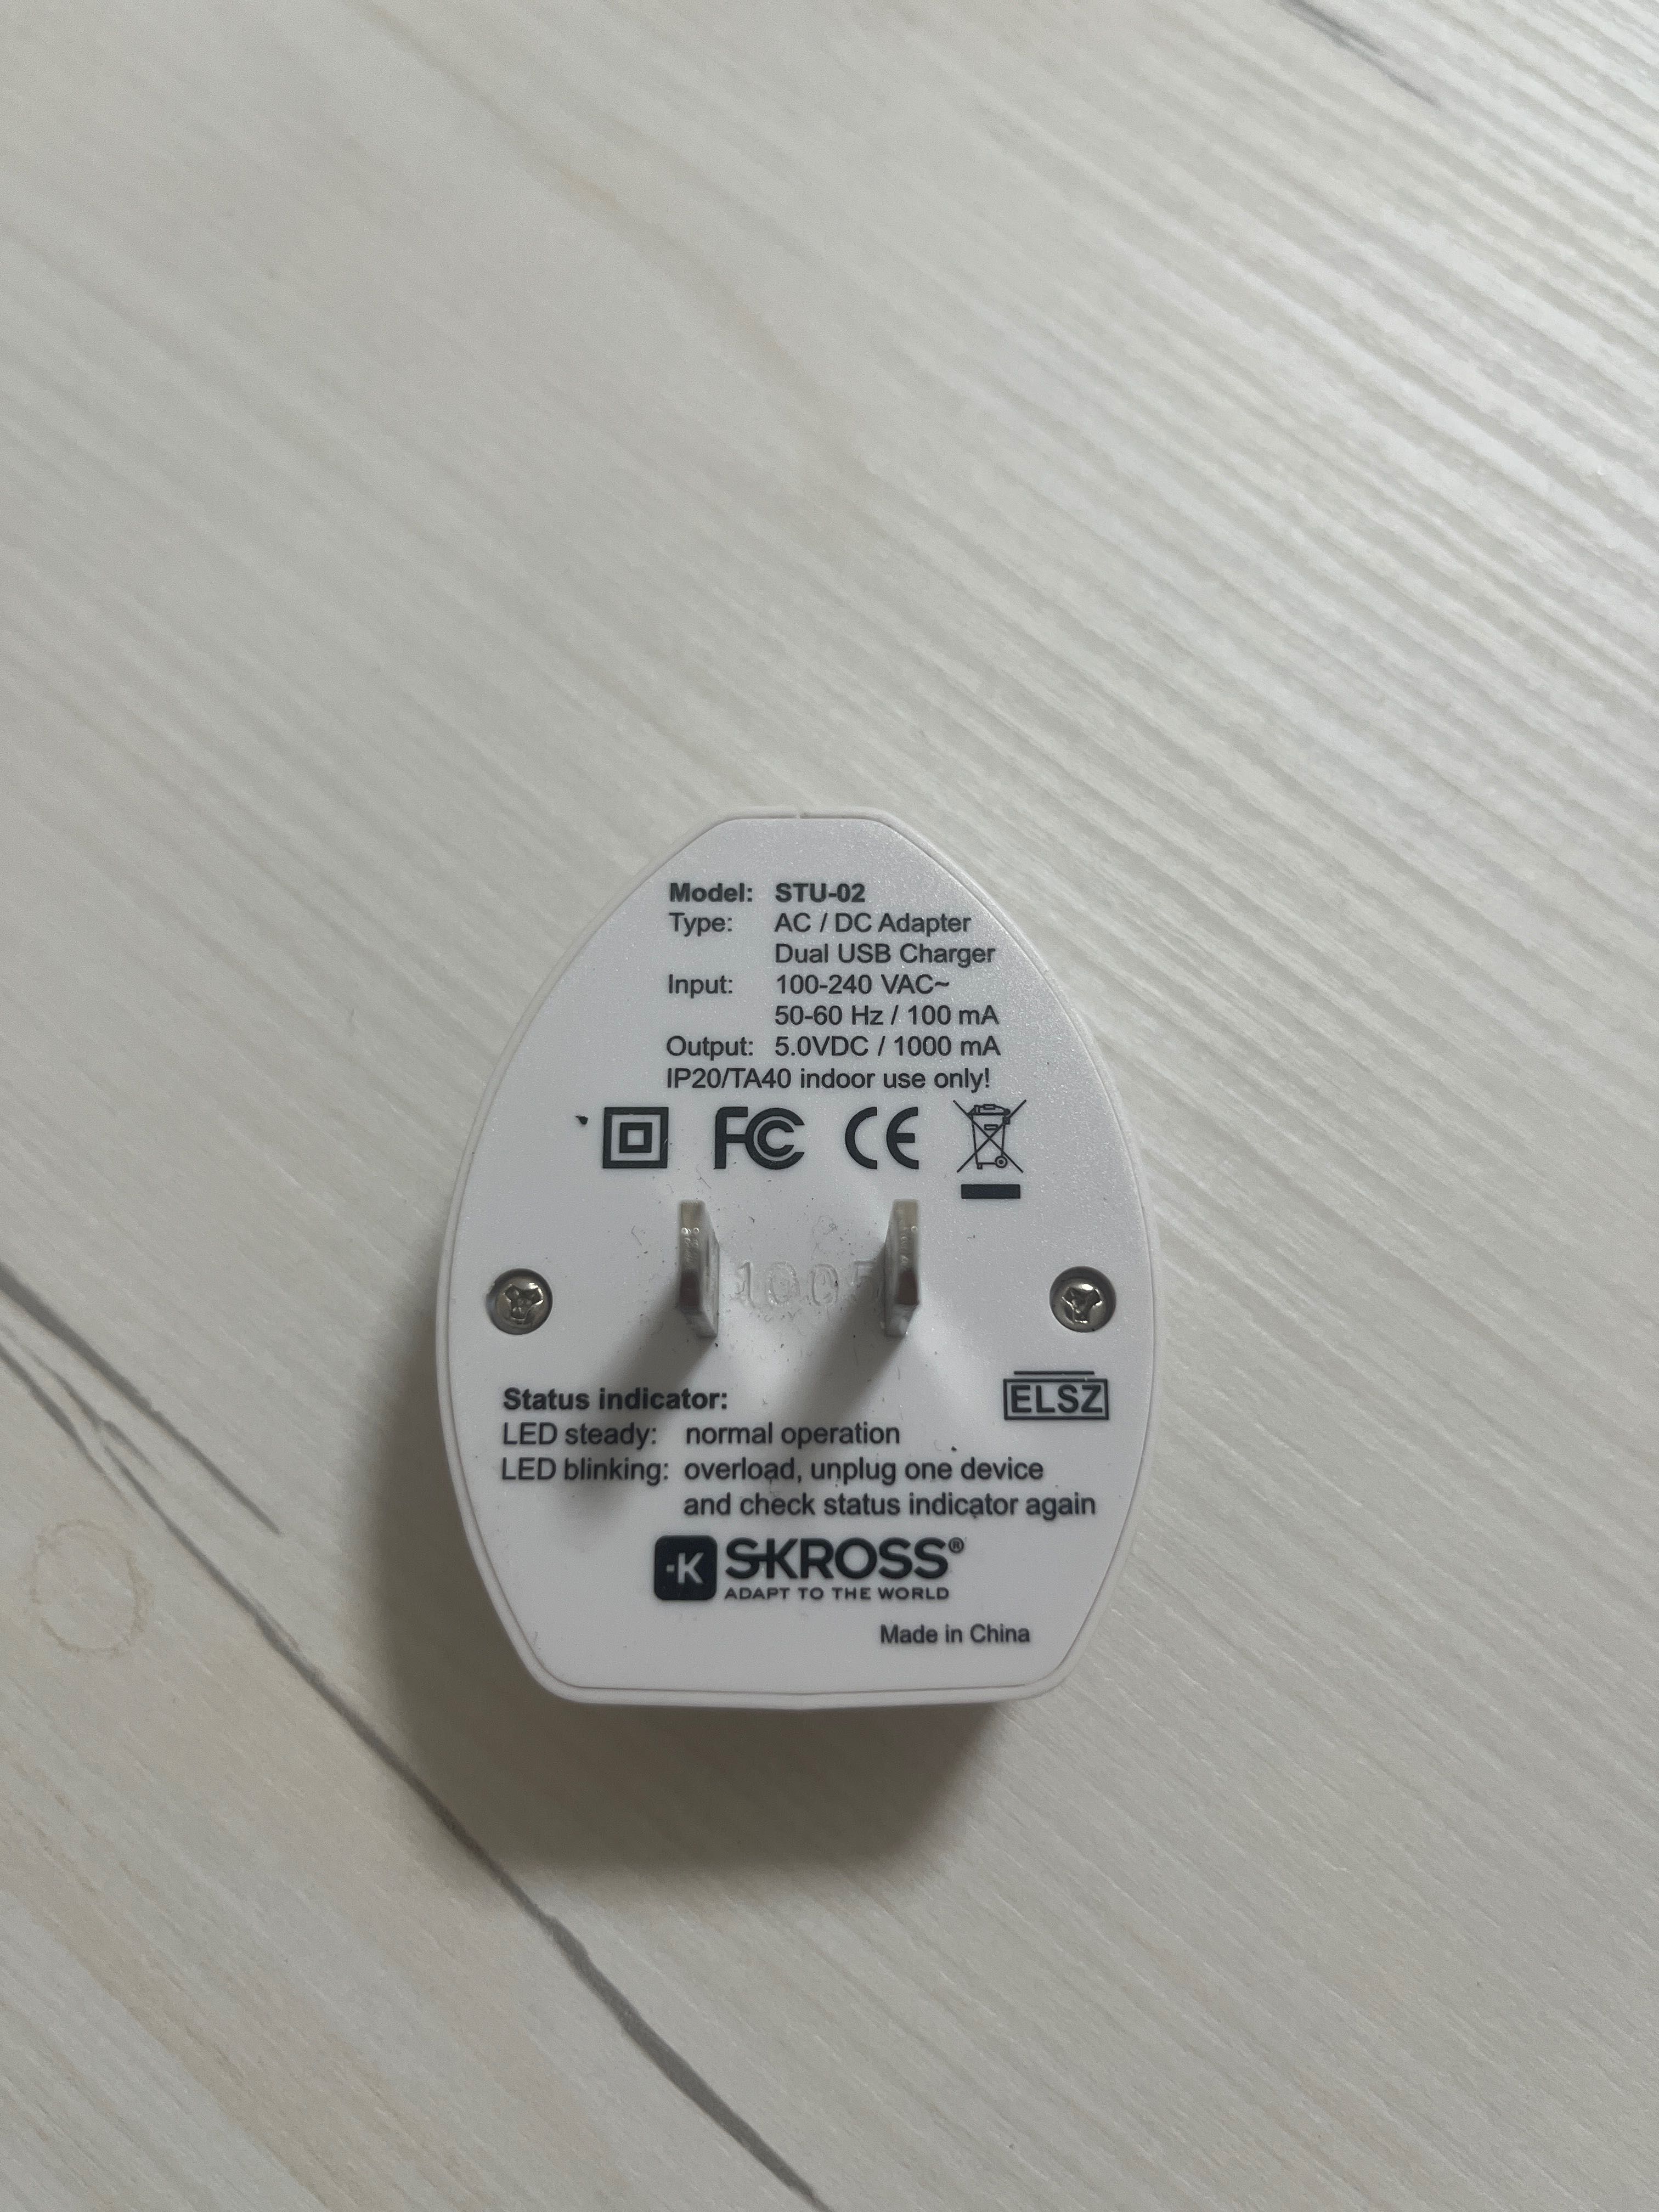 Model: STU-02
Type: AC / DC Adapter
Dual USB Charger
Input: 100-240 VAC~
50-60 Hz / 100 mA
Output: 5.0VDC / 1000 mA
IP20/TA40 indoor use only!
FC CE
Status indicator:
ELSZ
LED steady: normal operation
LED blinking: overload, unplug one device
and check status indicator again
-K SKROSS®
ADAPT TO THE WORLD
Made in China